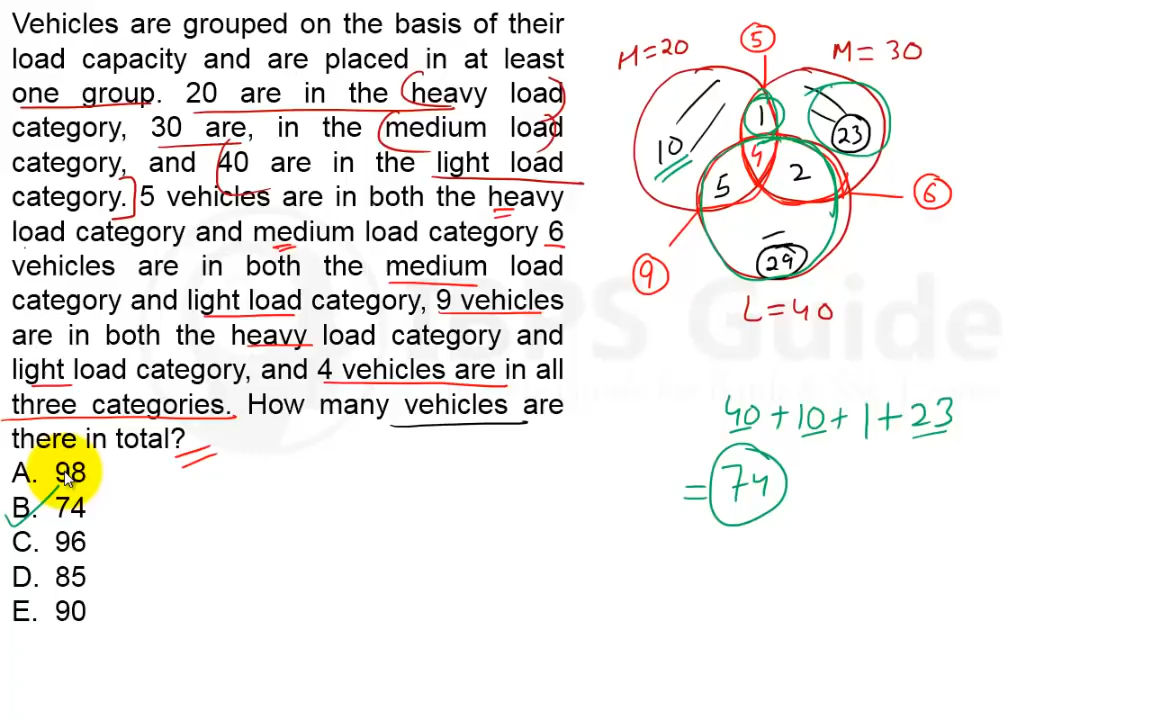 Vehicles are grouped on the basis of their
load capacity and are placed in at least
one group. 20 are in the heavy load
category, 30 are, in the medium load
category, and 40 are in the light load
category. 5 vehicles are in both the heavy
load category and medium load category 6
vehicles are in both the medium load
category and light load category, 9 vehicles
are in both the heavy load category and
light load category, and 4 vehicles are in all
three categories. How many vehicles are
there in total?
A. 98
B. 74
C. 96
D. 85
E. 90
H=20
5
M=30
1
23
10
4
5
2
6
9
29
L=40
40+10+1+23
=74
IBPS Guide